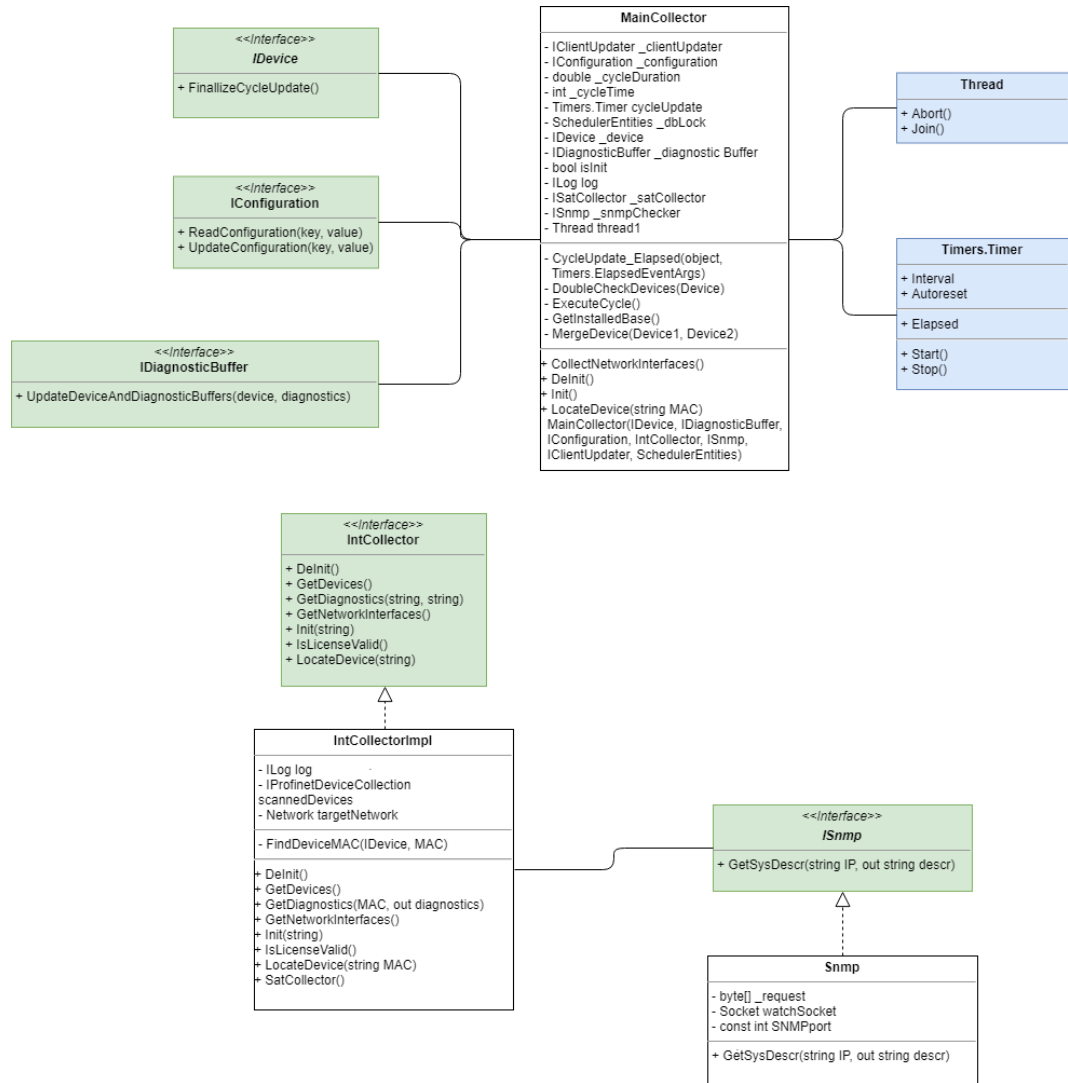 <<Interface>>
IDevice
+ FinallizeCycleUpdate()
<<Interface>>
IConfiguration
+ ReadConfiguration(key, value)
+ UpdateConfiguration(key, value)
<<Interface>>
IDiagnosticBuffer
+ UpdateDeviceAndDiagnosticBuffers(device, diagnostics)
MainCollector
- IClientUpdater _clientUpdater
- IConfiguration _configuration
- double _cycleDuration
- int _cycleTime
- Timers.Timer cycleUpdate
- SchedulerEntities _dbLock
- IDevice _device
- IDiagnosticBuffer _diagnostic Buffer
- bool isInit
- ILog log
- ISatCollector _satCollector
- ISnmp _snmpChecker
- Thread thread1
- CycleUpdate_Elapsed(object,
Timers.ElapsedEventArgs)
- DoubleCheckDevices(Device)
- ExecuteCycle()
- GetInstalledBase()
- MergeDevice(Device1, Device2)
+ CollectNetworkInterfaces()
+ DeInit()
+ Init()
+ LocateDevice(string MAC)
MainCollector(IDevice, IDiagnosticBuffer,
IConfiguration, IntCollector, ISnmp,
IClientUpdater, SchedulerEntities)
Thread
+ Abort()
+ Join()
Timers.Timer
+ Interval
+ Autoreset
+ Elapsed
+ Start()
+ Stop()
<<Interface>>
IntCollector
+ DeInit()
+ GetDevices()
+ GetDiagnostics(string, string)
+ GetNetworkInterfaces()
+ Init(string)
+ IsLicenseValid()
+ LocateDevice(string)
IntCollectorImpl
- ILog log
- IProfinetDeviceCollection
scannedDevices
- Network targetNetwork
- FindDeviceMAC(IDevice, MAC)
+ DeInit()
+ GetDevices()
+ GetDiagnostics(MAC, out diagnostics)
+ GetNetworkInterfaces()
+ Init(string)
+ IsLicenseValid()
+ LocateDevice(string MAC)
+ SatCollector()
<<Interface>>
ISnmp
+ GetSysDescr(string IP, out string descr)
Snmp
- byte[] _request
- Socket watchSocket
- const int SNMPport
+ GetSysDescr(string IP, out string descr)